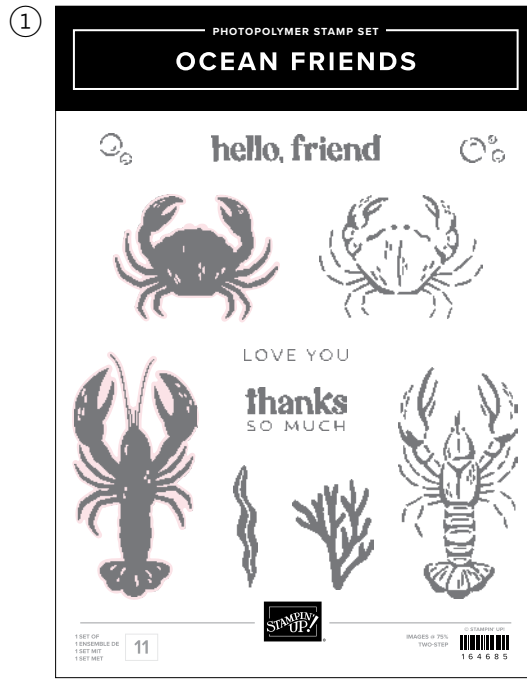 ①
PHOTOPOLYMER STAMP SET
OCEAN FRIENDS
hello, friend
LOVE YOU
thanks
SO MUCH
STAMPIN' UP!®
1 SET OF
1 ENSEMBLE DE
1 SET MIT
1 SET MET
11
IMAGES @ 75%
TWO-STEP
© STAMPIN' UP!
164685